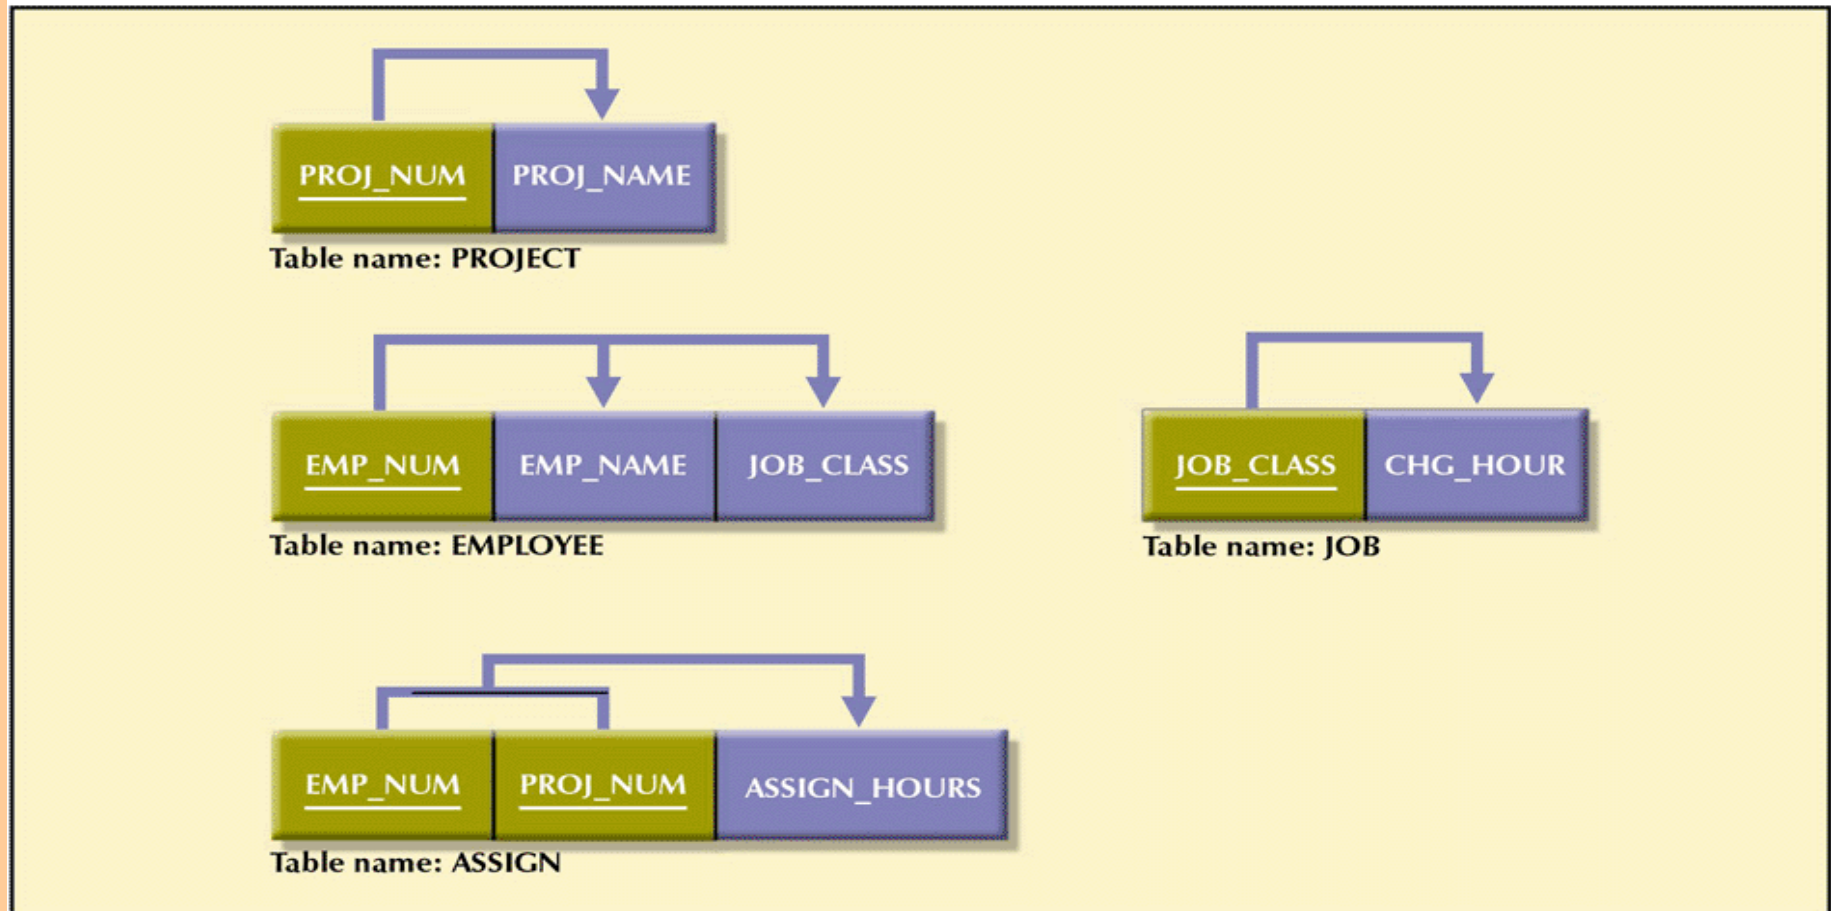 PROJ_NUM PROJ_NAME
Table name: PROJECT
EMP_NUM EMP_NAME JOB_CLASS
Table name: EMPLOYEE
JOB_CLASS CHG_HOUR
Table name: JOB
EMP_NUM PROJ_NUM ASSIGN_HOURS
Table name: ASSIGN